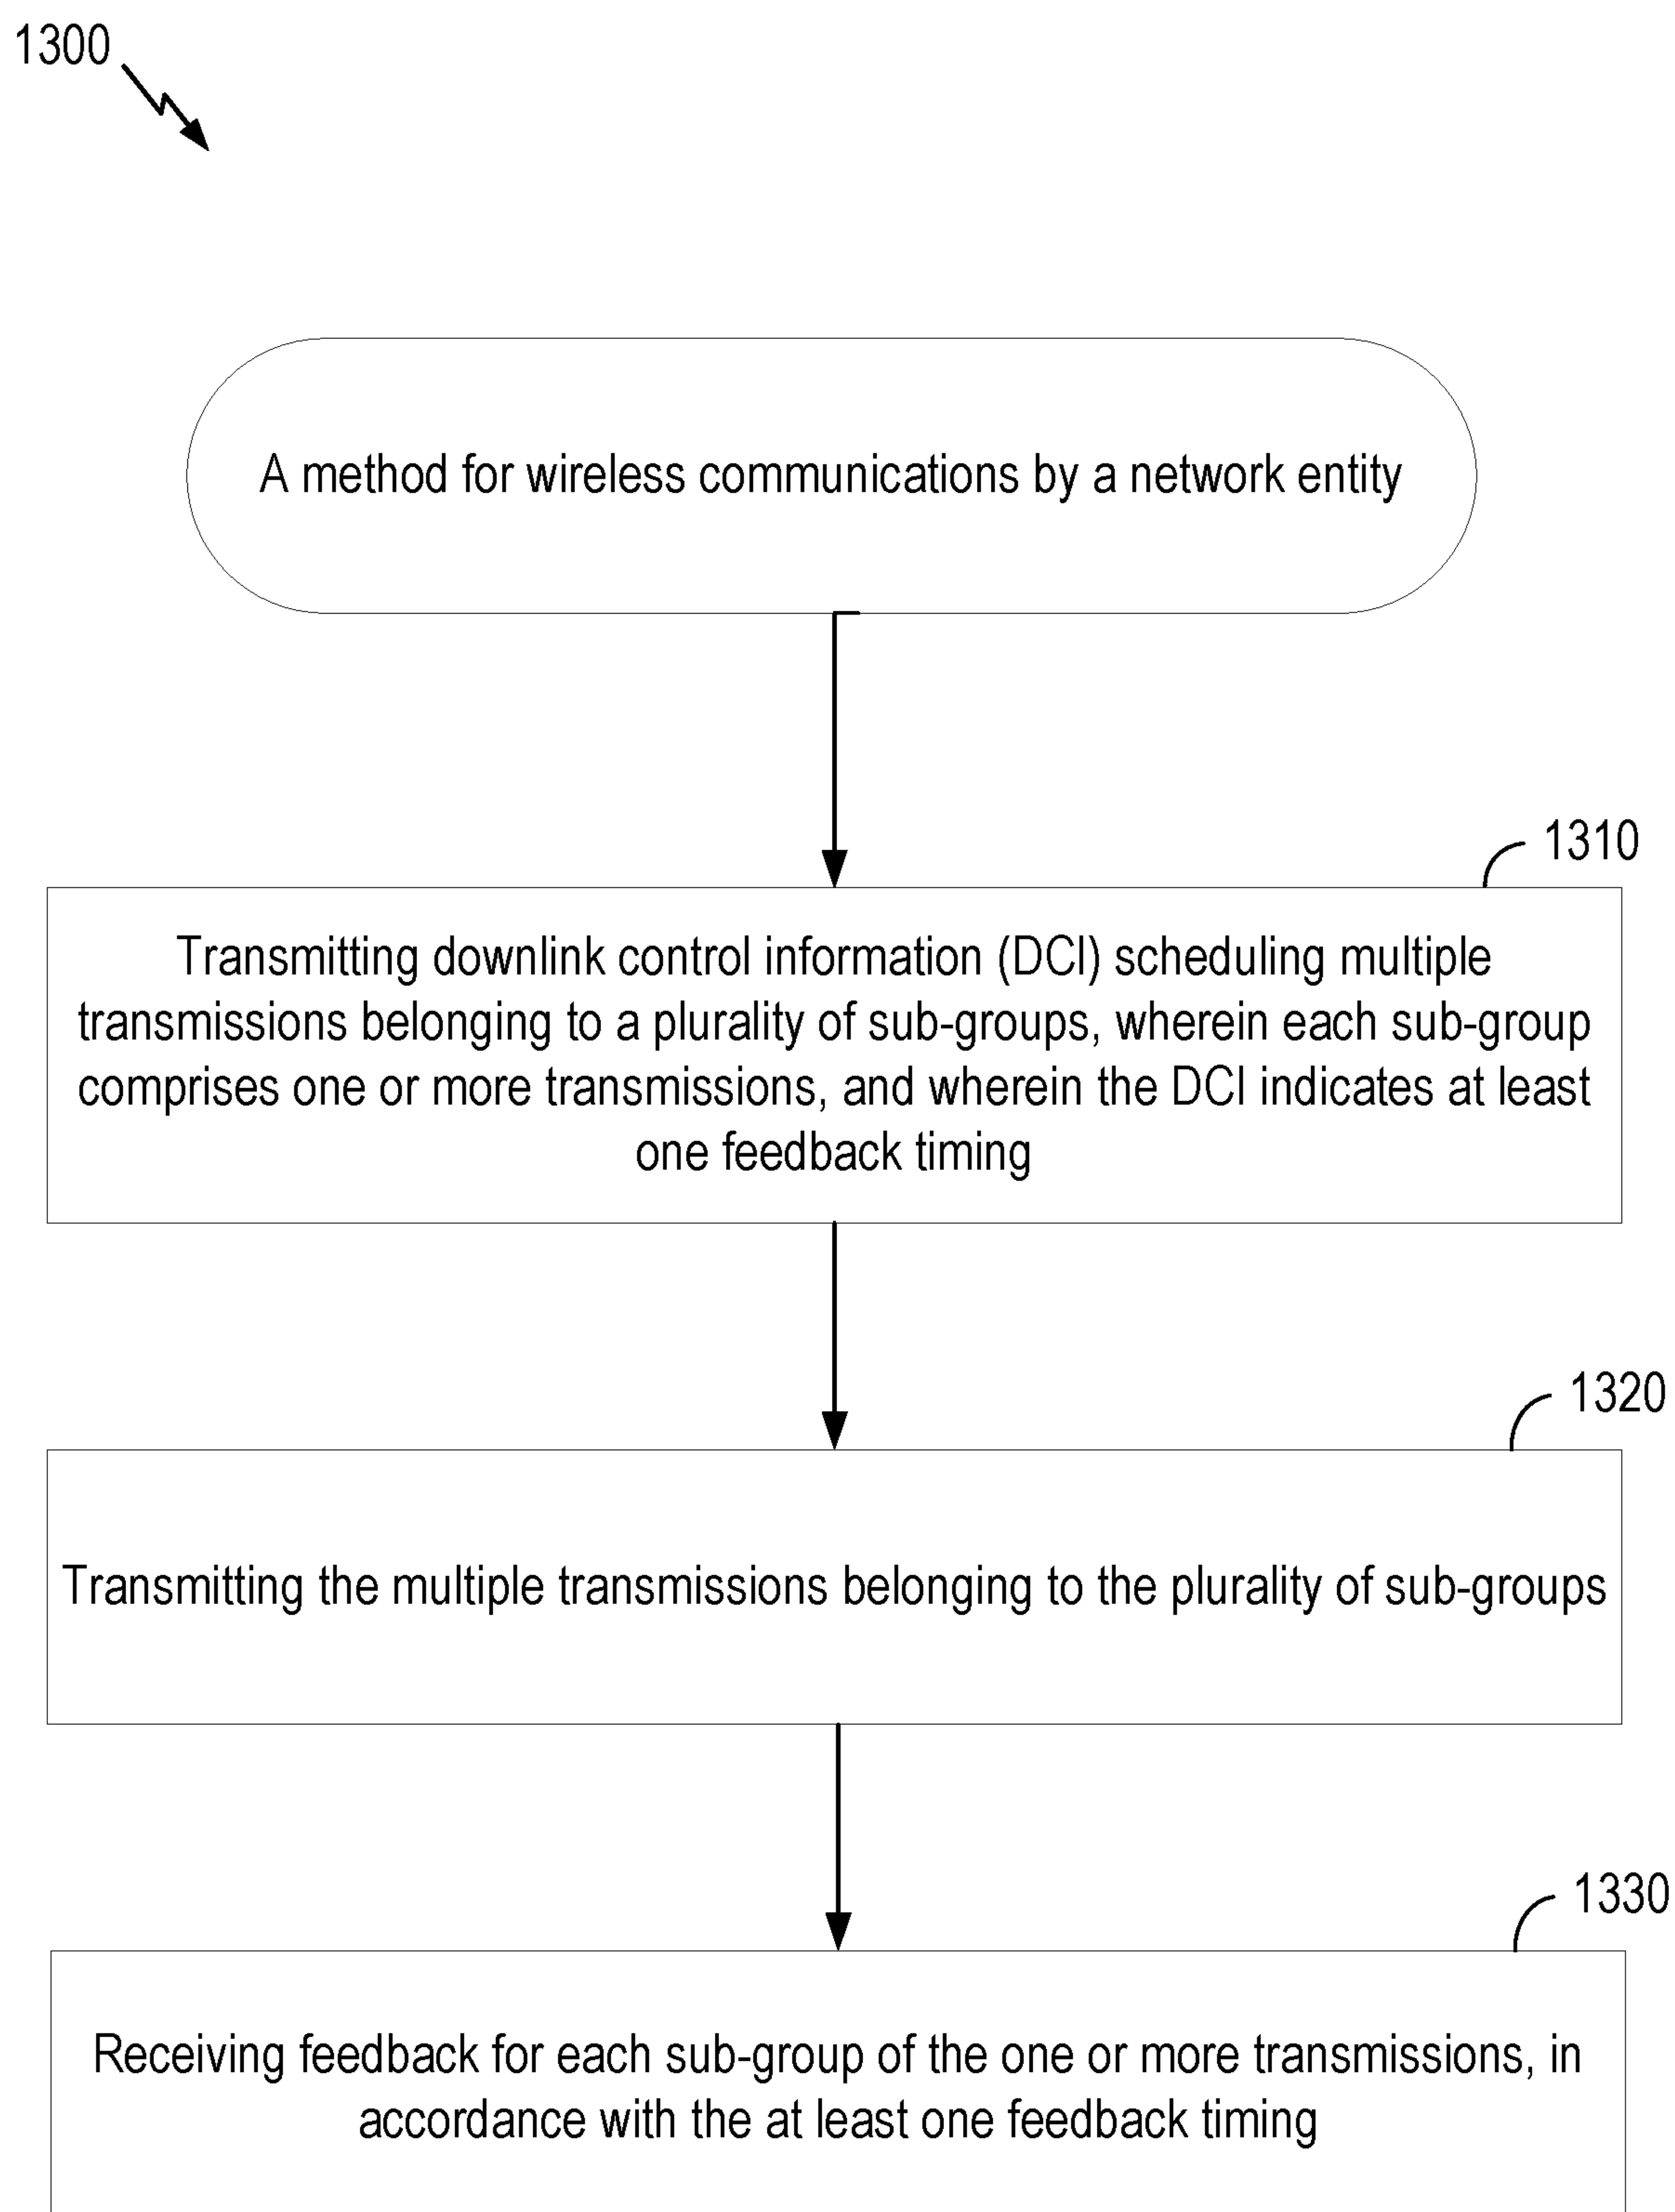 1300
A method for wireless communications by a network entity
1310
Transmitting downlink control information (DCI) scheduling multiple
transmissions belonging to a plurality of sub-groups, wherein each sub-group
comprises one or more transmissions, and wherein the DCI indicates at least
one feedback timing
1320
Transmitting the multiple transmissions belonging to the plurality of sub-groups
1330
Receiving feedback for each sub-group of the one or more transmissions, in
accordance with the at least one feedback timing